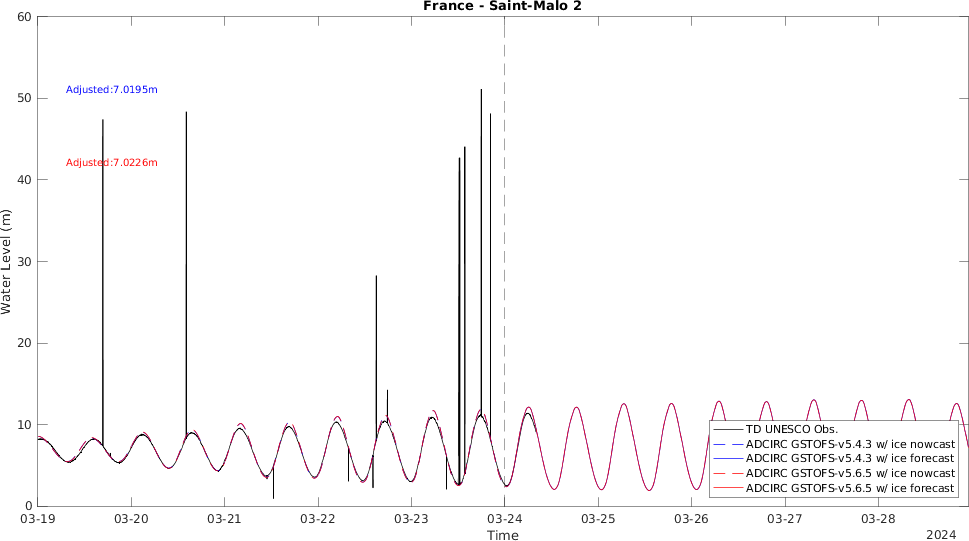 France - Saint-Malo 2
60
50
40
30
20
10
0
Water Level (m)
Adjusted:7.0195m
Adjusted:7.0226m
TD UNESCO Obs.
ADCIRC GSTOFS-v5.4.3 w/ ice nowcast
ADCIRC GSTOFS-v5.4.3 w/ ice forecast
ADCIRC GSTOFS-v5.6.5 w/ ice nowcast
ADCIRC GSTOFS-v5.6.5 w/ ice forecast
03-19 03-20 03-21 03-22 03-23 03-24 03-25 03-26 03-27 03-28
Time
2024